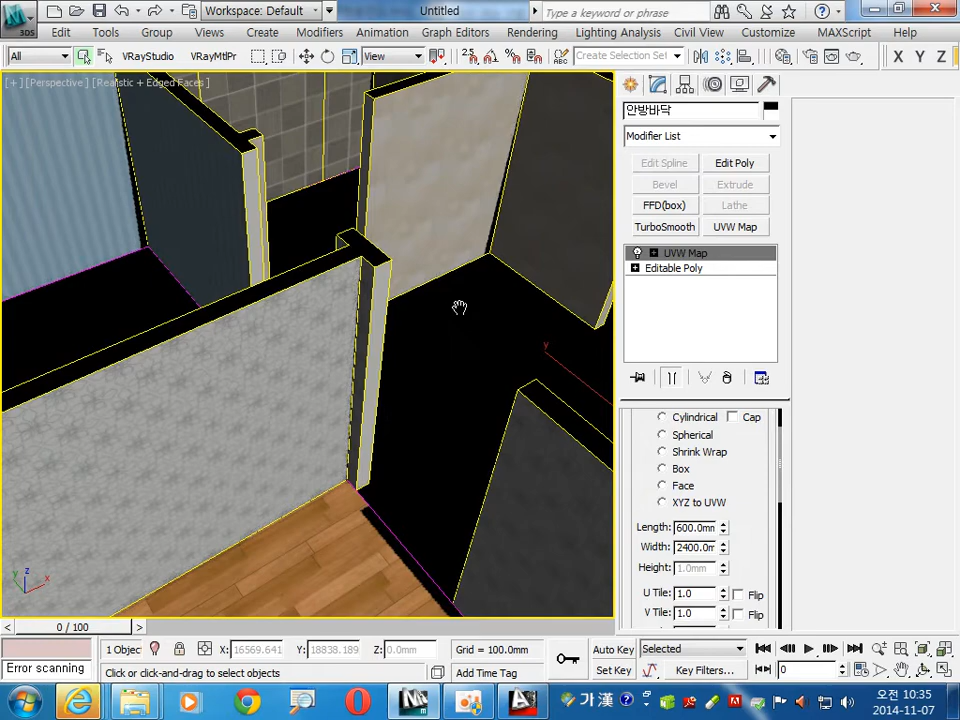 Workspace: Default
Untitled
Type a keyword or phrase
3DS
Edit Tools Group Views Create Modifiers Animation Graph Editors Rendering Lighting Analysis Civil View Customize MAXScript Help
All
VRayStudio VRayMtlPr
View
Create Selection Set
X Y Z
[ + ] [Perspective ] [Realistic + Edged Faces ]
안방바닥
Modifier List
Edit Spline Edit Poly
Bevel Extrude
FFD(box) Lathe
TurboSmooth UVW Map
UVW Map
Editable Poly
Cylindrical Cap
Spherical
Shrink Wrap
Box
Face
XYZ to UVW
Length: 600.0mm
Width: 2400.0m
Height: 1.0mm
U Tile: 1.0 Flip
V Tile: 1.0 Flip
y
z
x
y
< 0 / 100 >
1 Object X: 16569.641 Y: 18838.189 Z: 0.0mm Grid = 100.0mm
Auto Key Selected
Error scanning
Click or click-and-drag to select objects
Add Time Tag
Set Key Key Filters...
0
가 漢
오전 10:35
2014-11-07